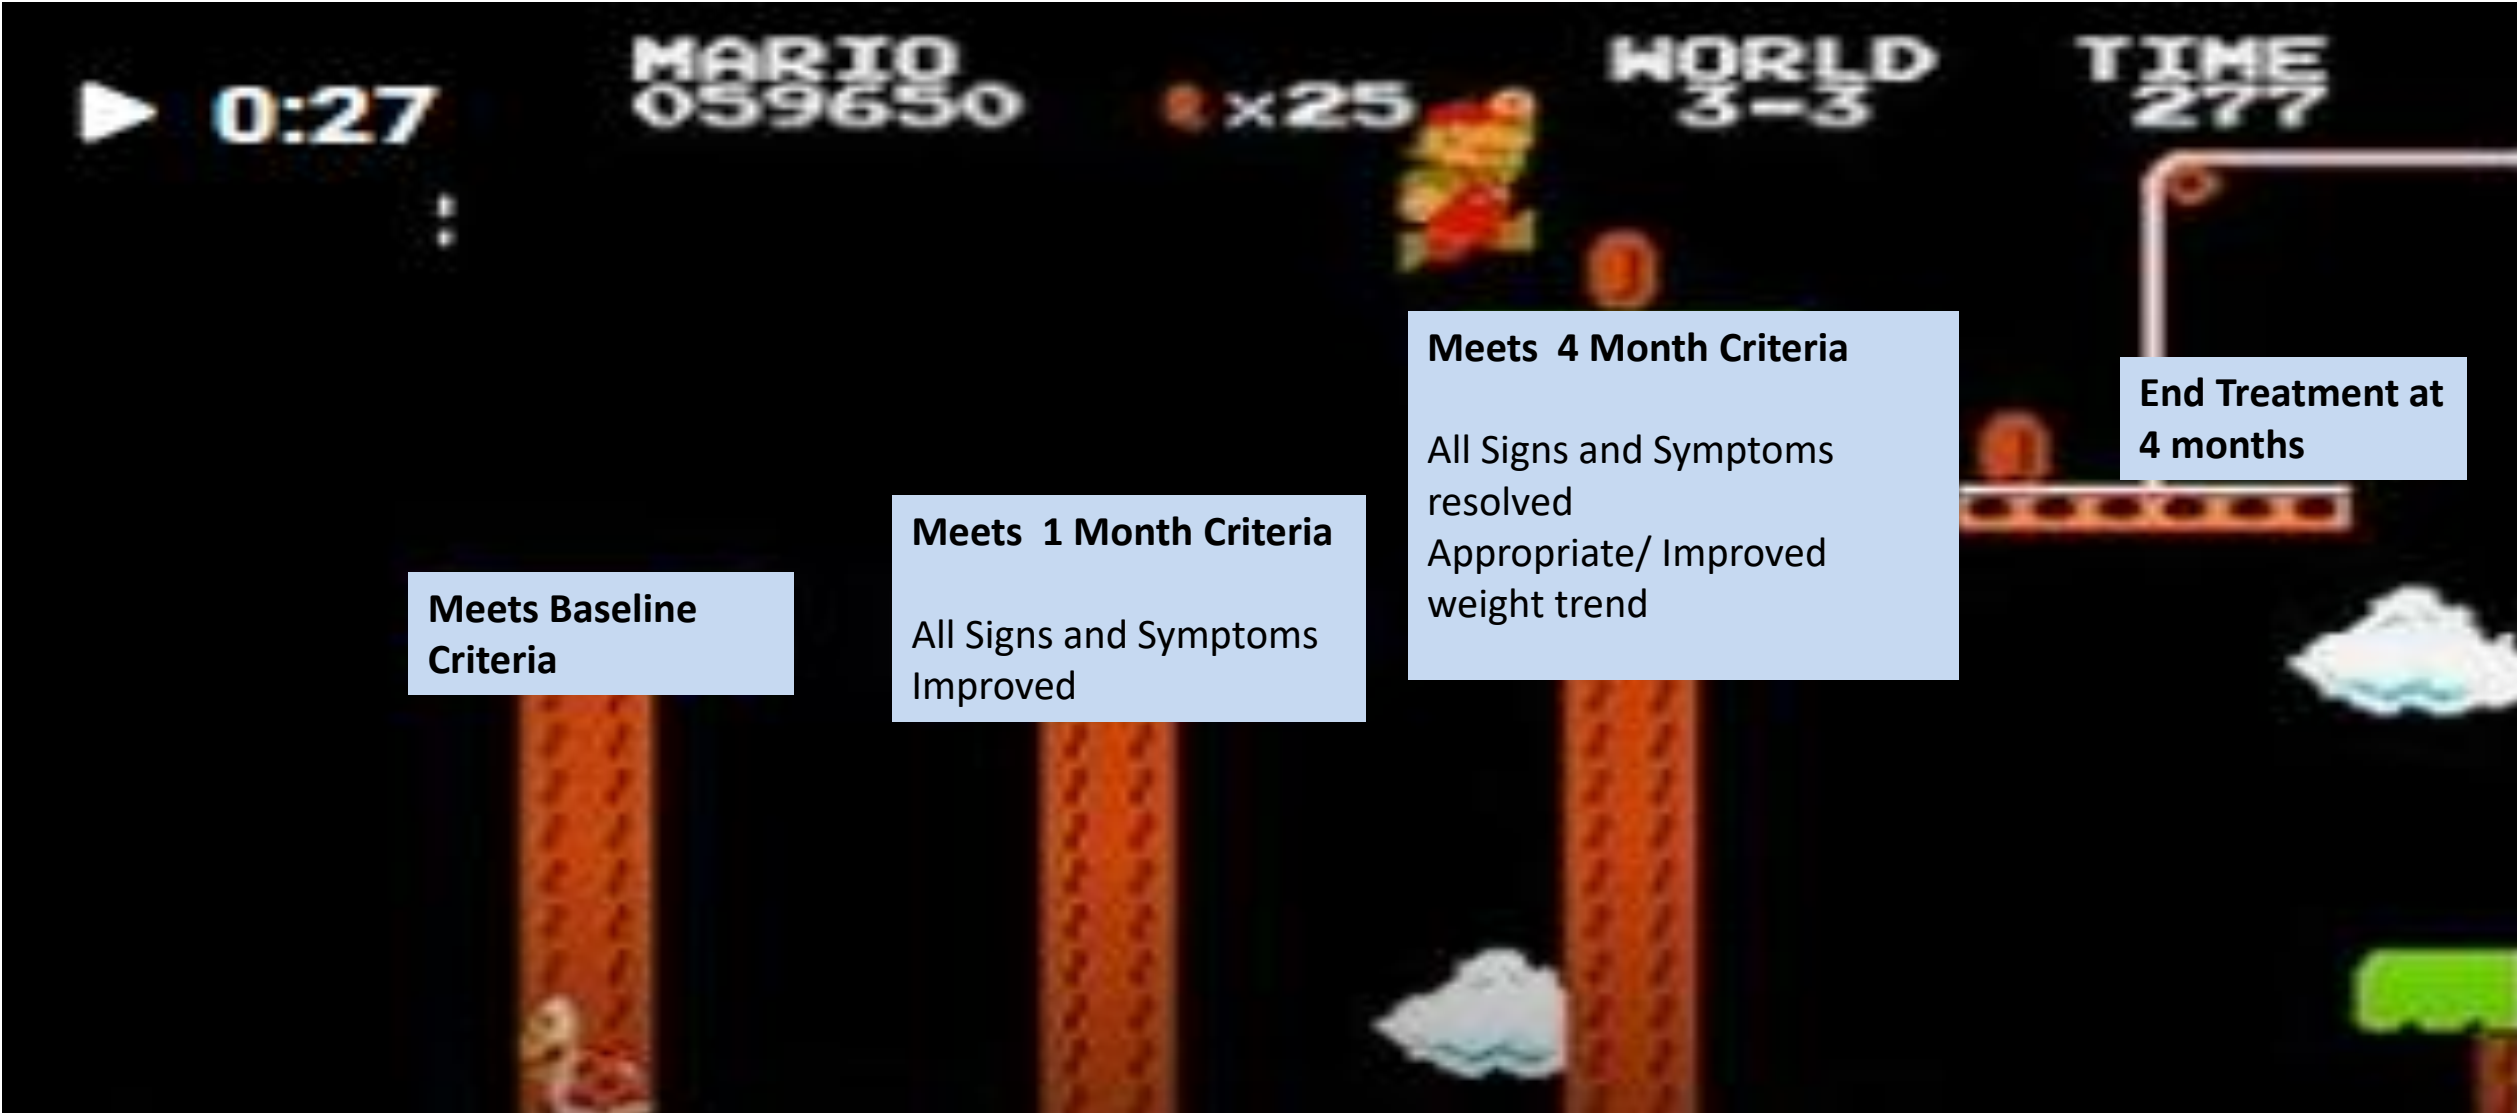 MARIO
WORLD
TIME
▶ 0:27
059650
×25
3-3
277
Meets  4 Month Criteria
All Signs and Symptoms
resolved
Appropriate/ Improved
weight trend
End Treatment at
4 months
Meets  1 Month Criteria
All Signs and Symptoms
Improved
Meets Baseline
Criteria